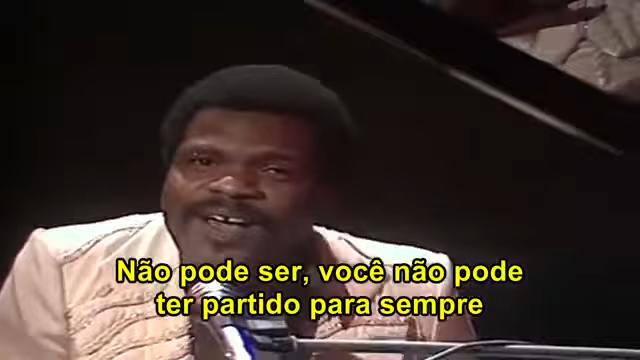 Não pode ser, você não pode
ter partido para sempre